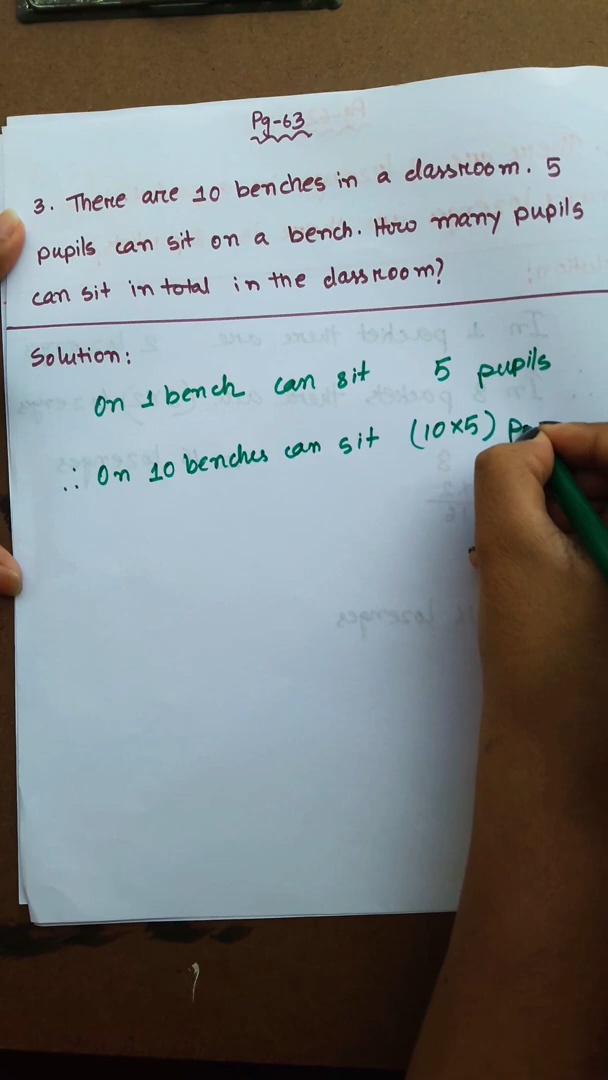 Pg-63
3. There are 10 benches in a classroom. 5
pupils can sit on a bench. How many pupils
can sit in total in the classroom?
Solution:
On 1 bench can sit 5 pupils
∴ On 10 benches can sit (10×5)